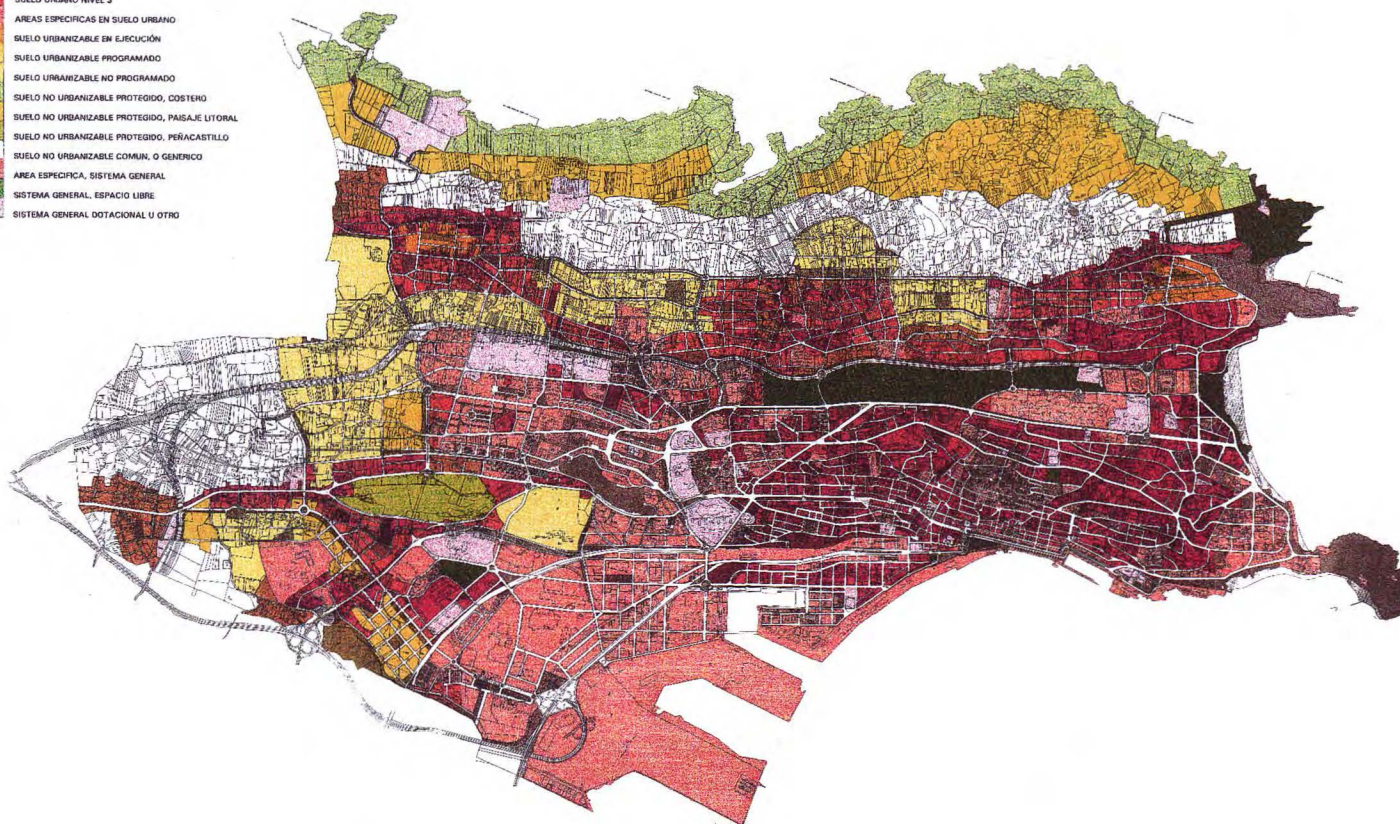 SUELO URBANO NIVEL 3
AREAS ESPECIFICAS EN SUELO URBANO
SUELO URBANIZABLE EN EJECUCIÓN
SUELO URBANIZABLE PROGRAMADO
SUELO URBANIZABLE NO PROGRAMADO
SUELO NO URBANIZABLE PROTEGIDO, COSTERO
SUELO NO URBANIZABLE PROTEGIDO, PAISAJE LITORAL
SUELO NO URBANIZABLE PROTEGIDO, PEÑACASTILLO
SUELO NO URBANIZABLE COMUN, O GENERICO
AREA ESPECIFICA, SISTEMA GENERAL
SISTEMA GENERAL, ESPACIO LIBRE
SISTEMA GENERAL DOTACIONAL U OTRO